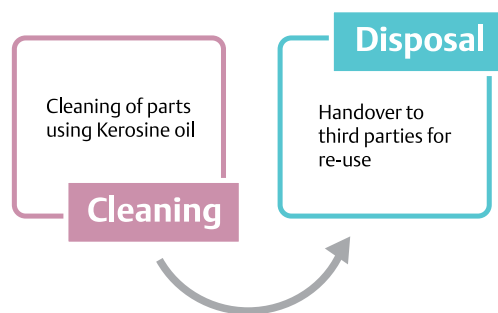 Cleaning of parts
using Kerosine oil
Cleaning
Disposal
Handover to
third parties for
re-use